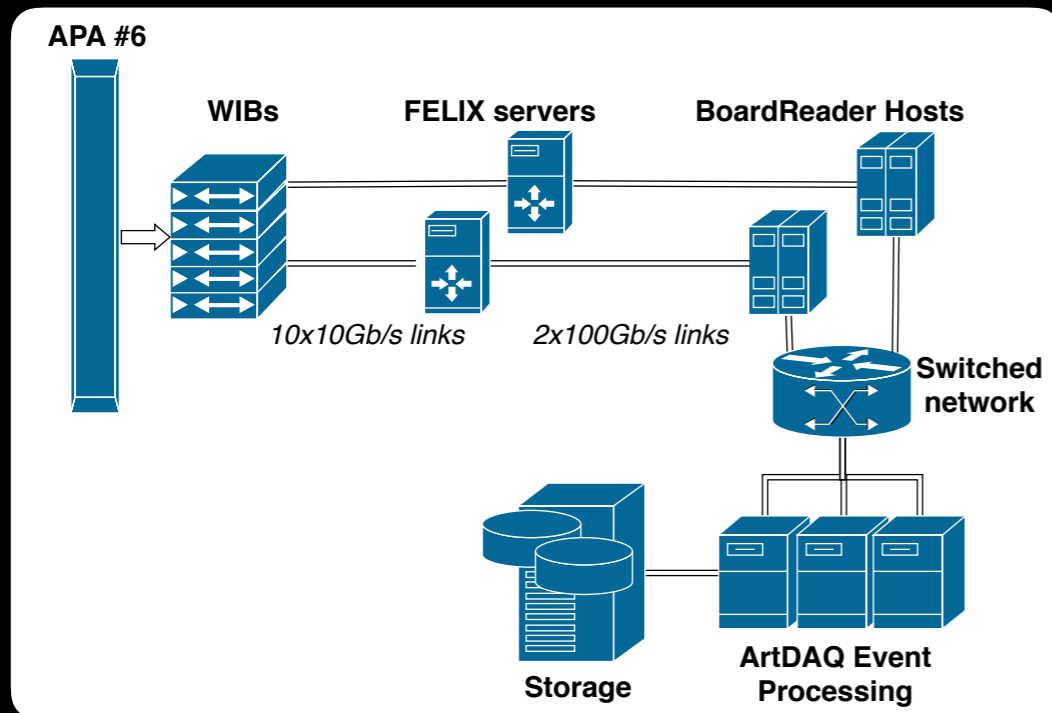 APA #6
WIBs
FELIX servers
BoardReader Hosts
10x10Gb/s links
2x100Gb/s links
Switched
network
Storage
ArtDAQ Event
Processing